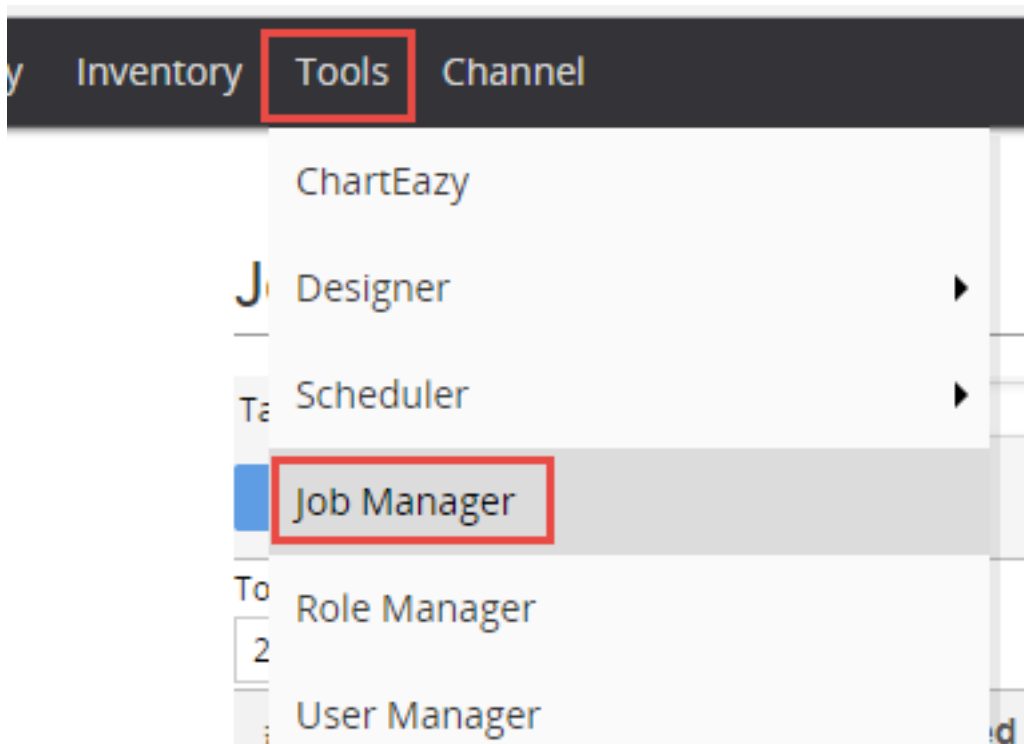 Inventory Tools Channel
ChartEazy
Designer
Scheduler
Job Manager
Role Manager
User Manager